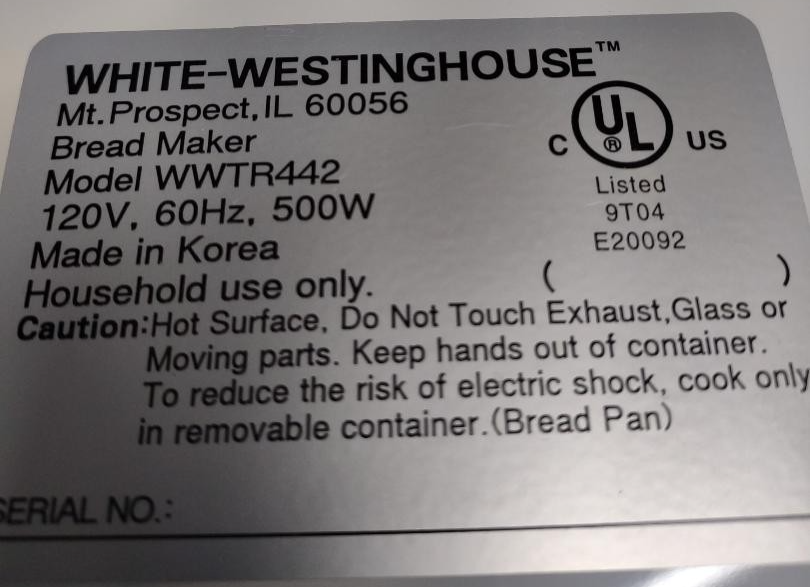 WHITE-WESTINGHOUSE™
Mt. Prospect, IL 60056
Bread Maker
Model WWTR442
120V, 60Hz, 500W
Made in Korea
Household use only.
C UL® US
Listed
9T04
E20092
( )
Caution:Hot Surface, Do Not Touch Exhaust,Glass or
Moving parts. Keep hands out of container.
To reduce the risk of electric shock, cook only
in removable container.(Bread Pan)
SERIAL NO.: